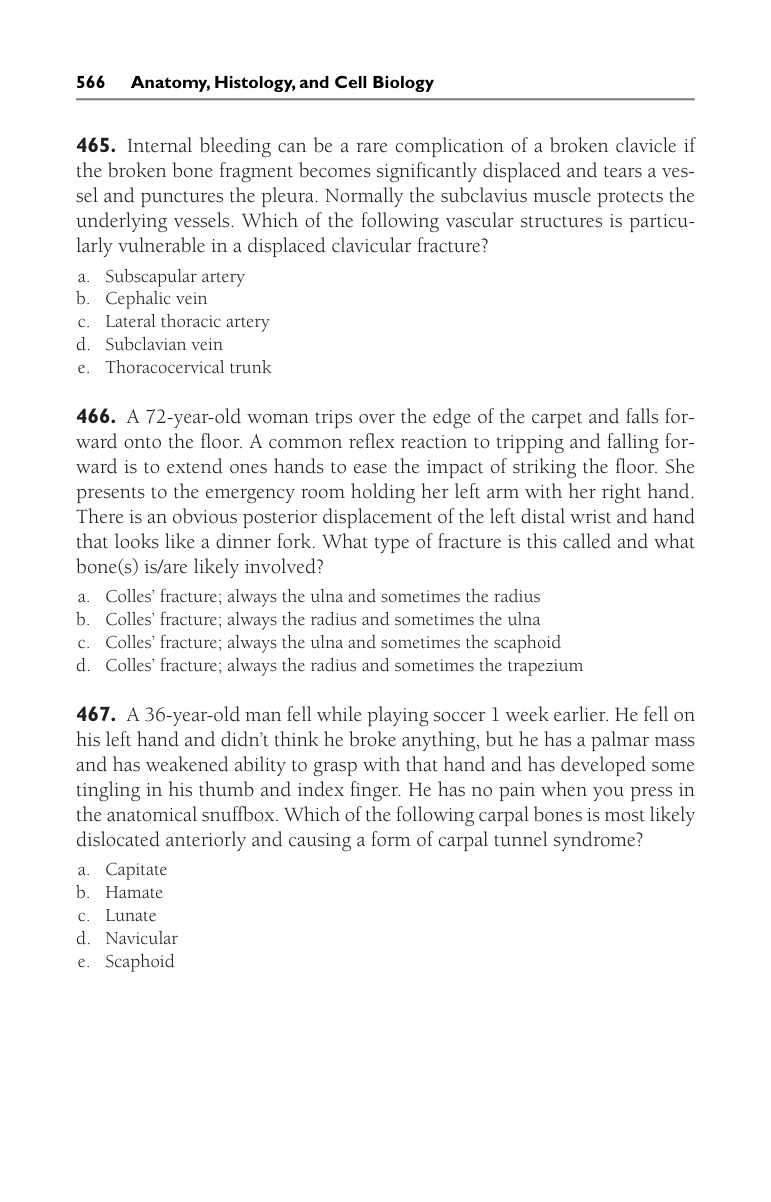 566 Anatomy, Histology, and Cell Biology
465. Internal bleeding can be a rare complication of a broken clavicle if
the broken bone fragment becomes significantly displaced and tears a ves-
sel and punctures the pleura. Normally the subclavius muscle protects the
underlying vessels. Which of the following vascular structures is particu-
larly vulnerable in a displaced clavicular fracture?
a. Subscapular artery
b. Cephalic vein
c. Lateral thoracic artery
d. Subclavian vein
e. Thoracocervical trunk
466. A 72-year-old woman trips over the edge of the carpet and falls for-
ward onto the floor. A common reflex reaction to tripping and falling for-
ward is to extend ones hands to ease the impact of striking the floor. She
presents to the emergency room holding her left arm with her right hand.
There is an obvious posterior displacement of the left distal wrist and hand
that looks like a dinner fork. What type of fracture is this called and what
bone(s) is/are likely involved?
a. Colles’ fracture; always the ulna and sometimes the radius
b. Colles’ fracture; always the radius and sometimes the ulna
c. Colles’ fracture; always the ulna and sometimes the scaphoid
d. Colles’ fracture; always the radius and sometimes the trapezium
467. A 36-year-old man fell while playing soccer 1 week earlier. He fell on
his left hand and didn’t think he broke anything, but he has a palmar mass
and has weakened ability to grasp with that hand and has developed some
tingling in his thumb and index finger. He has no pain when you press in
the anatomical snuffbox. Which of the following carpal bones is most likely
dislocated anteriorly and causing a form of carpal tunnel syndrome?
a. Capitate
b. Hamate
c. Lunate
d. Navicular
e. Scaphoid